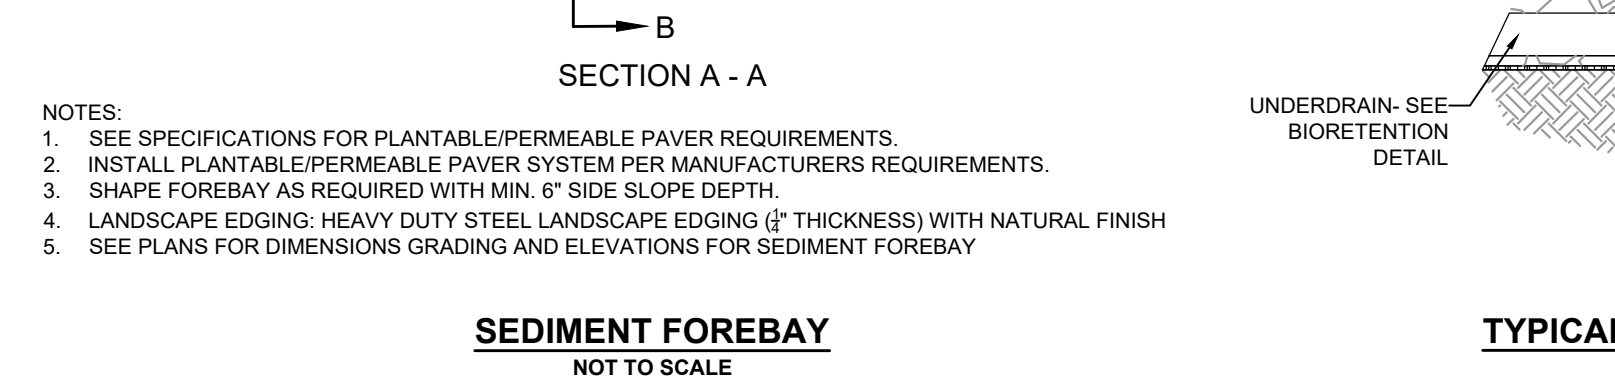 B
SECTION A - A
NOTES:
1. SEE SPECIFICATIONS FOR PLANTABLE/PERMEABLE PAVER REQUIREMENTS.
2. INSTALL PLANTABLE/PERMEABLE PAVER SYSTEM PER MANUFACTURERS REQUIREMENTS.
3. SHAPE FOREBAY AS REQUIRED WITH MIN. 6" SIDE SLOPE DEPTH.
4. LANDSCAPE EDGING: HEAVY DUTY STEEL LANDSCAPE EDGING (1/4" THICKNESS) WITH NATURAL FINISH
5. SEE PLANS FOR DIMENSIONS GRADING AND ELEVATIONS FOR SEDIMENT FOREBAY
SEDIMENT FOREBAY
NOT TO SCALE
UNDERDRAIN- SEE
BIORETENTION
DETAIL